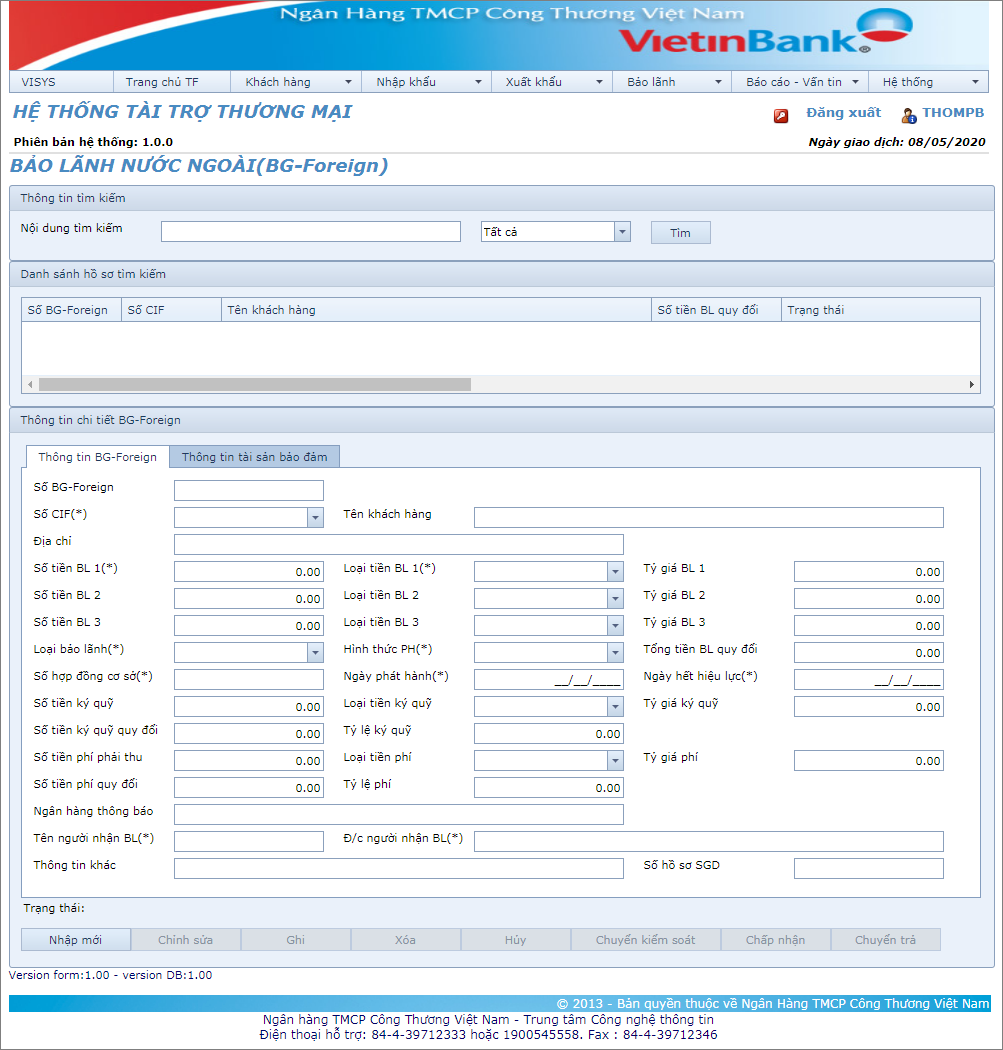 Ngân Hàng TMCP Công Thương Việt Nam
VietinBank
VISYS Trang chủ TF Khách hàng Nhập khẩu Xuất khẩu Bảo lãnh Báo cáo - Vấn tin Hệ thống
HỆ THỐNG TÀI TRỢ THƯƠNG MẠI Đăng xuất THOMPB
Phiên bản hệ thống: 1.0.0 Ngày giao dịch: 08/05/2020
BẢO LÃNH NƯỚC NGOÀI(BG-Foreign)
Thông tin tìm kiếm
Nội dung tìm kiếm Tất cả Tìm
Danh sánh hồ sơ tìm kiếm
Số BG-Foreign Số CIF Tên khách hàng Số tiền BL quy đổi Trạng thái
Thông tin chi tiết BG-Foreign
Thông tin BG-Foreign Thông tin tài sản bảo đảm
Số BG-Foreign
Số CIF(*) Tên khách hàng
Địa chỉ
Số tiền BL 1(*) 0.00 Loại tiền BL 1(*) Tỷ giá BL 1 0.00
Số tiền BL 2 0.00 Loại tiền BL 2 Tỷ giá BL 2 0.00
Số tiền BL 3 0.00 Loại tiền BL 3 Tỷ giá BL 3 0.00
Loại bảo lãnh(*) Hình thức PH(*) Tổng tiền BL quy đổi 0.00
Số hợp đồng cơ sở(*) Ngày phát hành(*) __/__/____ Ngày hết hiệu lực(*) __/__/____
Số tiền ký quỹ 0.00 Loại tiền ký quỹ Tỷ giá ký quỹ 0.00
Số tiền ký quỹ quy đổi 0.00 Tỷ lệ ký quỹ 0.00
Số tiền phí phải thu 0.00 Loại tiền phí Tỷ giá phí 0.00
Số tiền phí quy đổi 0.00 Tỷ lệ phí 0.00
Ngân hàng thông báo
Tên người nhận BL(*) Đ/c người nhận BL(*)
Thông tin khác Số hồ sơ SGD
Trạng thái:
Nhập mới Chỉnh sửa Ghi Xóa Hủy Chuyển kiểm soát Chấp nhận Chuyển trả
Version form:1.00 - version DB:1.00
© 2013 - Bản quyền thuộc về Ngân Hàng TMCP Công Thương Việt Nam
Ngân hàng TMCP Công Thương Việt Nam - Trung tâm Công nghệ thông tin
Điện thoại hỗ trợ: 84-4-39712333 hoặc 1900545558. Fax : 84-4-39712346